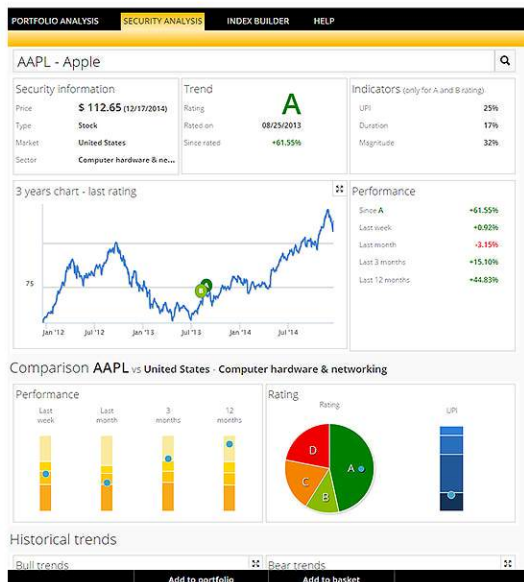 PORTFOLIO ANALYSIS SECURITY ANALYSIS INDEX BUILDER HELP
AAPL - Apple
Security information
Price $ 112.65 (12/17/2014)
Type Stock
Market United States
Sector Computer hardware & ne...
Trend
Rating A
Rated on 08/25/2013
Since rated +61.55%
Indicators (only for A and B rating)
UPI 25%
Duration 17%
Magnitude 32%
3 years chart - last rating
75
A
B
Jan '12 Jul '12 Jan '13 Jul '13 Jan '14 Jul '14
Performance
Since A +61.55%
Last week +0.92%
Last month -3.15%
Last 3 months +15.10%
Last 12 months +44.83%
Comparison AAPL vs United States - Computer hardware & networking
Performance
Last week
Last month
3 months
12 months
Rating
Rating
D
A
C
B
UPI
Historical trends
Bull trends
Bear trends
Add to portfolio Add to basket